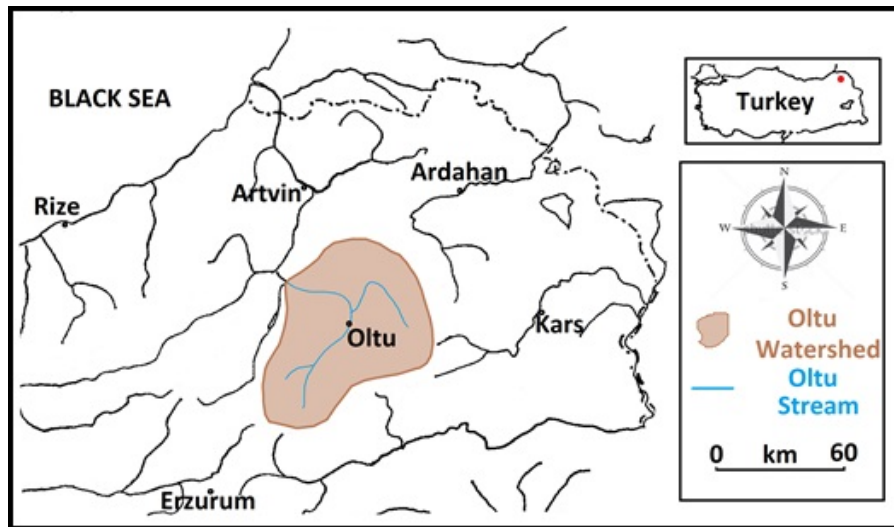 BLACK SEA
Turkey
Ardahan
Artvin
Rize
N
W
E
S
Oltu
Kars
Oltu
Watershed
Oltu
Stream
0 km 60
Erzurum